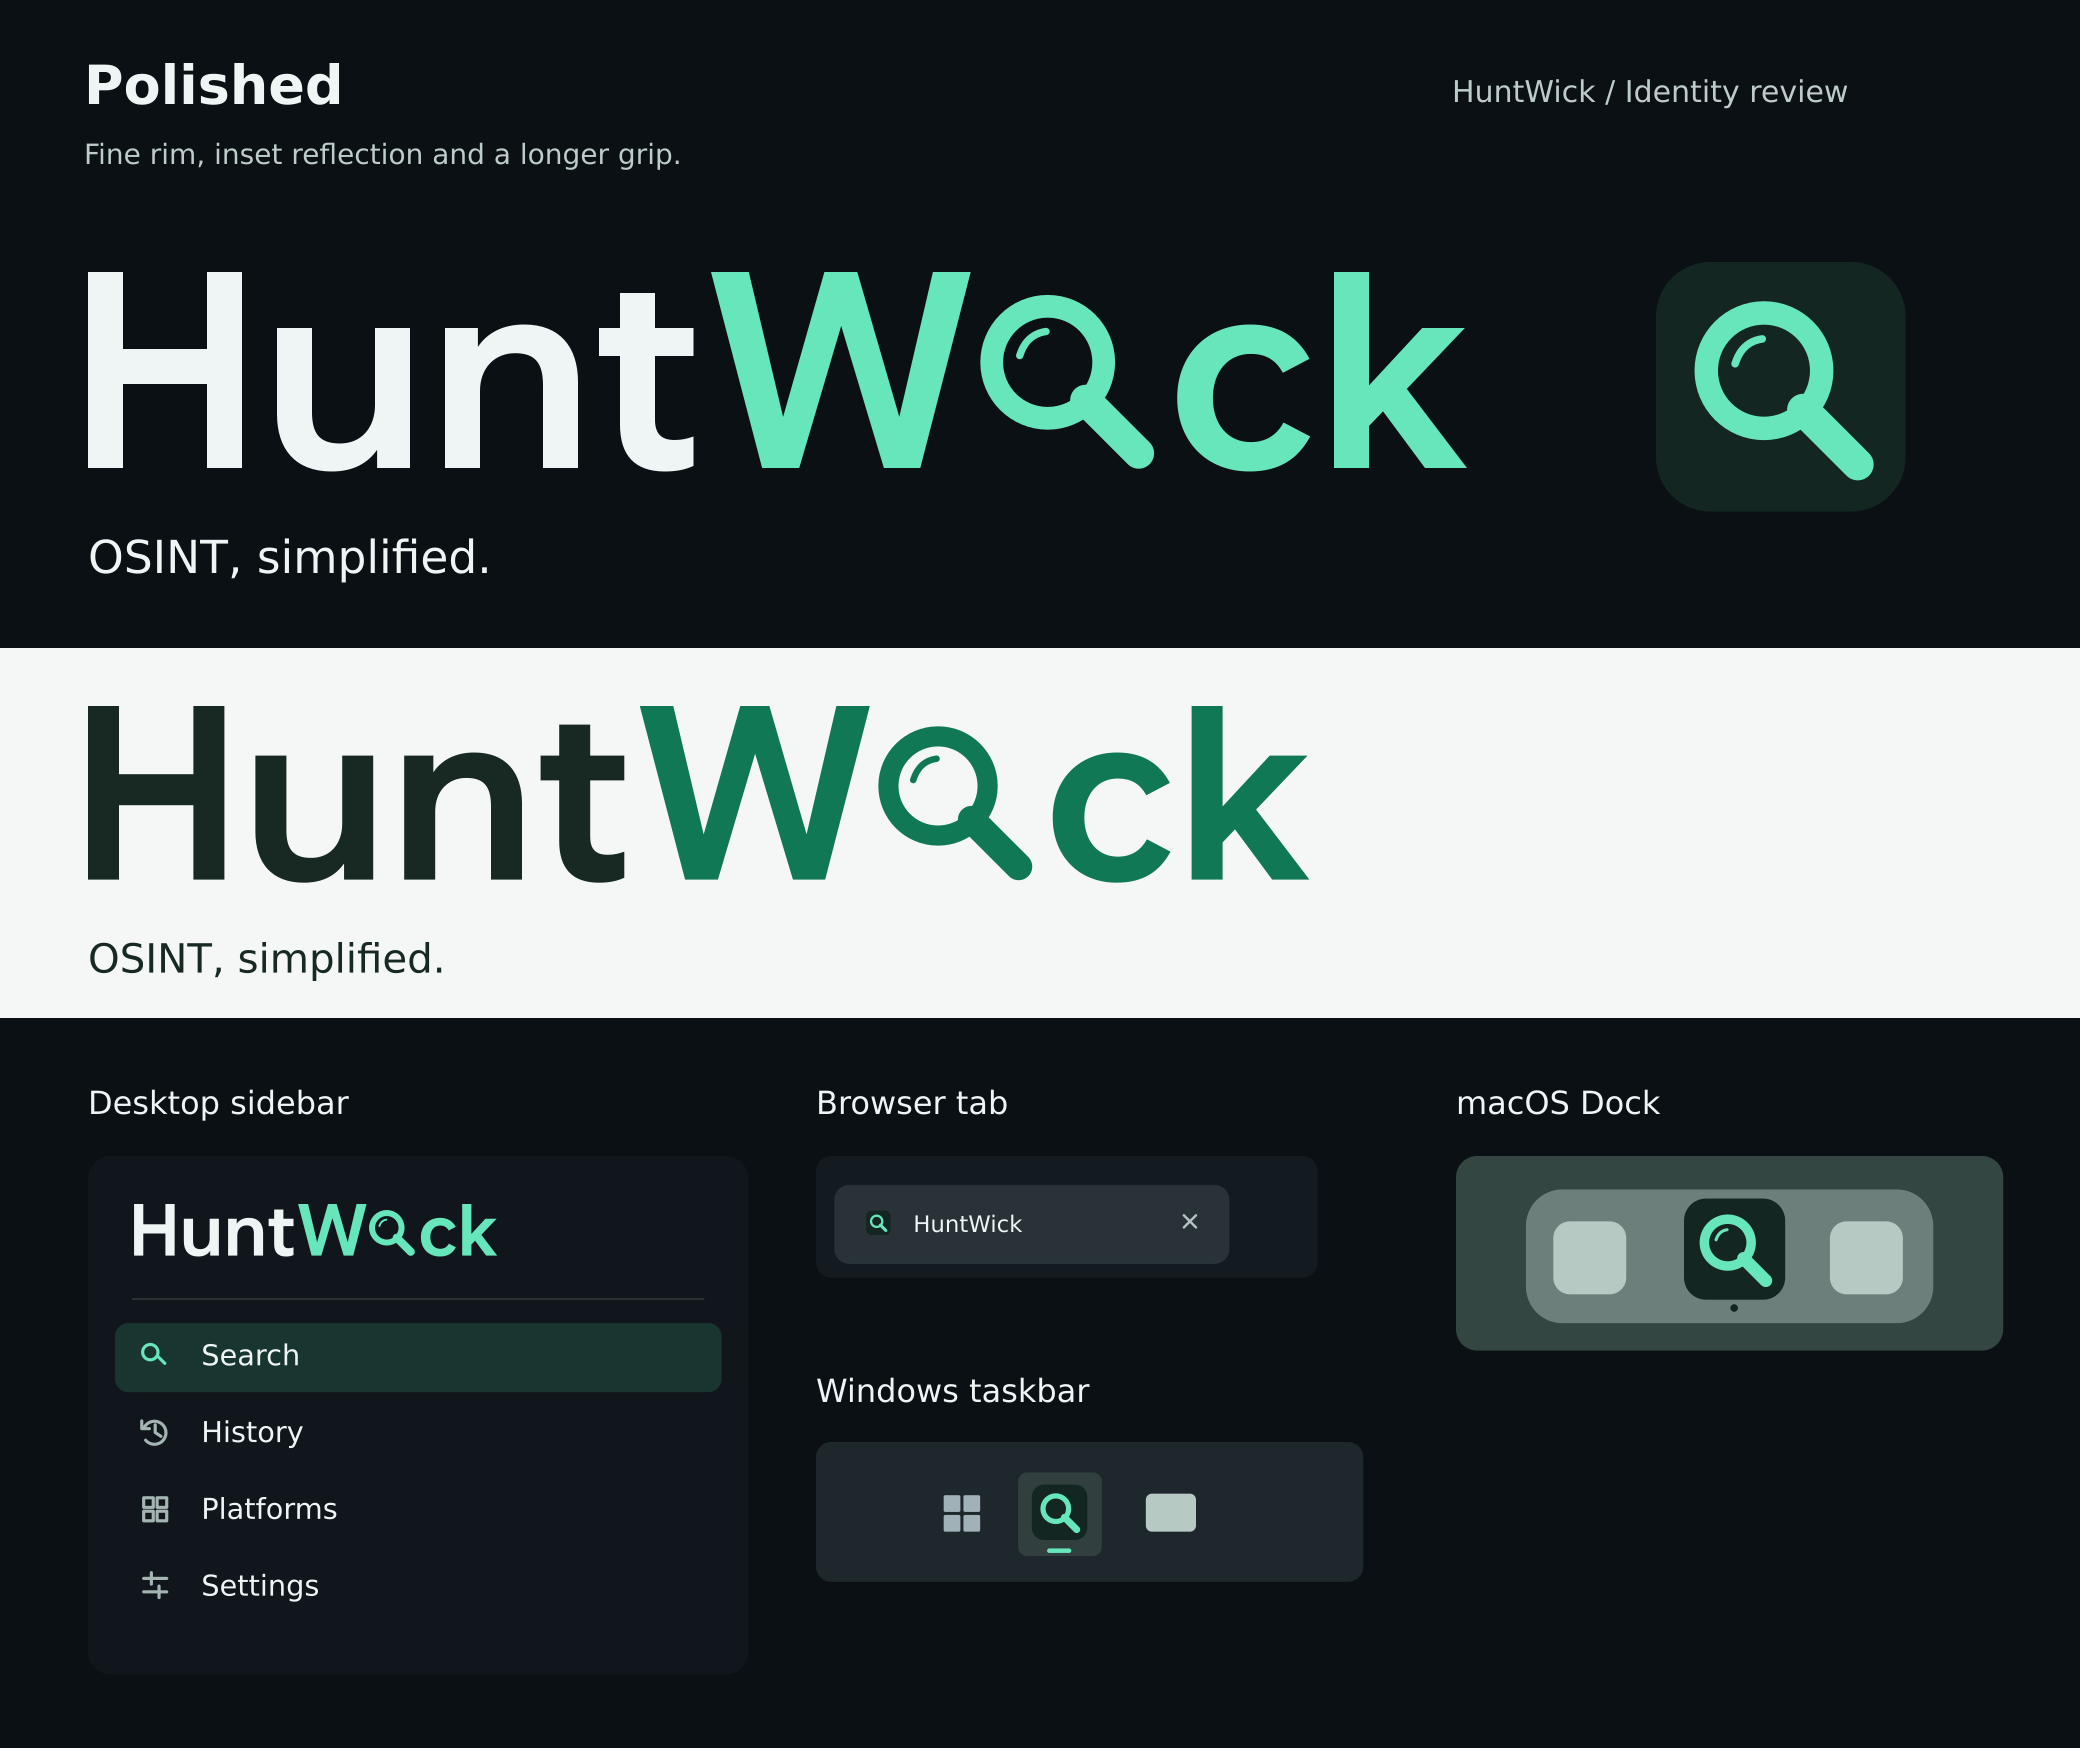 Polished
HuntWick / Identity review
Fine rim, inset reflection and a longer grip.
HuntWick
OSINT, simplified.
HuntWick
OSINT, simplified.
Desktop sidebar
Browser tab
macOS Dock
HuntWick
HuntWick ×
Search
History
Platforms
Settings
Windows taskbar